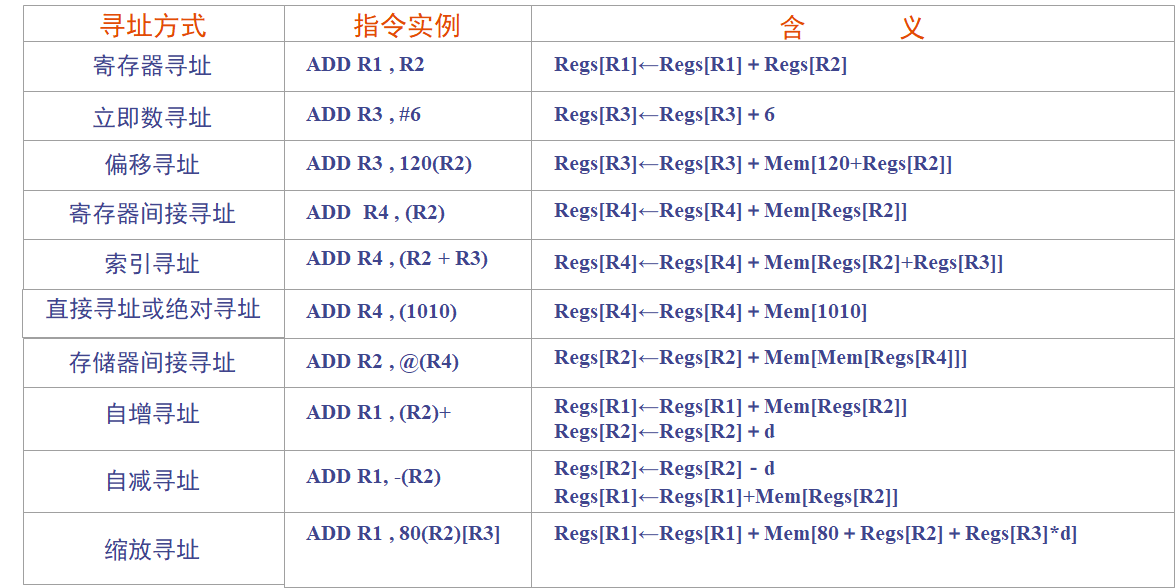 寻址方式 指令实例 含 义
寄存器寻址 ADD R1 , R2 Regs[R1]←Regs[R1] + Regs[R2]
立即数寻址 ADD R3 , #6 Regs[R3]←Regs[R3] + 6
偏移寻址 ADD R3 , 120(R2) Regs[R3]←Regs[R3] + Mem[120+Regs[R2]]
寄存器间接寻址 ADD R4 , (R2) Regs[R4]←Regs[R4] + Mem[Regs[R2]]
索引寻址 ADD R4 , (R2 + R3) Regs[R4]←Regs[R4] + Mem[Regs[R2]+Regs[R3]]
直接寻址或绝对寻址 ADD R4 , (1010) Regs[R4]←Regs[R4] + Mem[1010]
存储器间接寻址 ADD R2 , @(R4) Regs[R2]←Regs[R2] + Mem[Mem[Regs[R4]]]
自增寻址 ADD R1 , (R2)+ Regs[R1]←Regs[R1] + Mem[Regs[R2]]
Regs[R2]←Regs[R2] + d
自减寻址 ADD R1, -(R2) Regs[R2]←Regs[R2] - d
Regs[R1]←Regs[R1]+Mem[Regs[R2]]
缩放寻址 ADD R1 , 80(R2)[R3] Regs[R1]←Regs[R1] + Mem[80 + Regs[R2] + Regs[R3]*d]